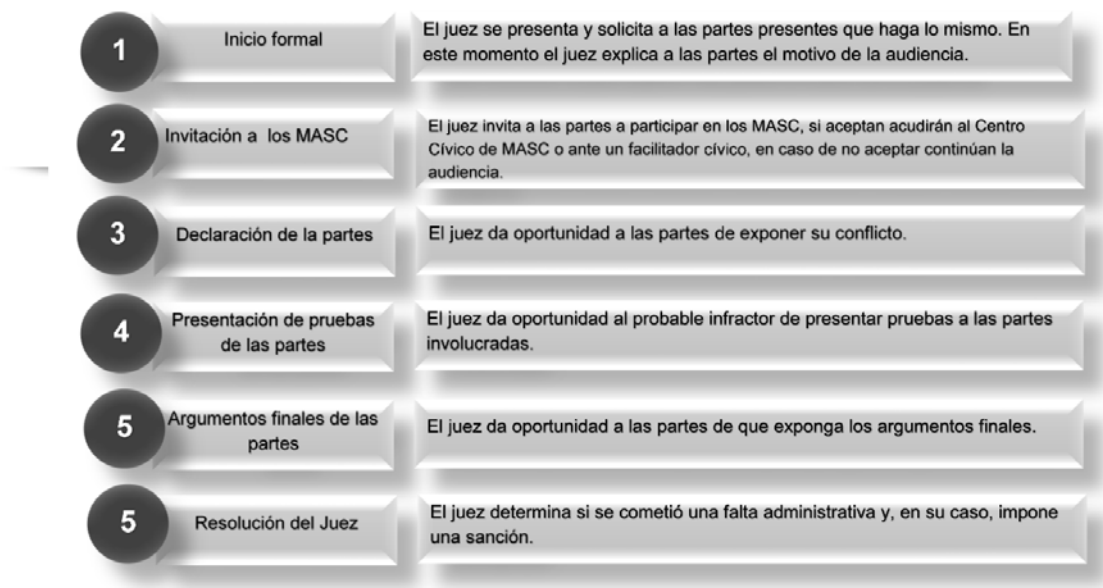 1
Inicio formal
El juez se presenta y solicita a las partes presentes que haga lo mismo. En
este momento el juez explica a las partes el motivo de la audiencia.
2
Invitación a los MASC
El juez invita a las partes a participar en los MASC, si aceptan acudirán al Centro
Cívico de MASC o ante un facilitador cívico, en caso de no aceptar continúan la
audiencia.
3
Declaración de la partes
El juez da oportunidad a las partes de exponer su conflicto.
4
Presentación de pruebas
de las partes
El juez da oportunidad al probable infractor de presentar pruebas a las partes
involucradas.
5
Argumentos finales de las
partes
El juez da oportunidad a las partes de que exponga los argumentos finales.
5
Resolución del Juez
El juez determina si se cometió una falta administrativa y, en su caso, impone
una sanción.